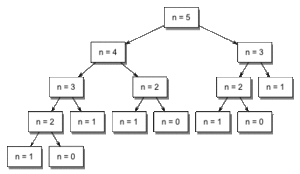 n = 5
n = 4
n = 3
n = 3
n = 2
n = 2
n = 1
n = 2
n = 1
n = 1
n = 0
n = 1
n = 0
n = 1
n = 0